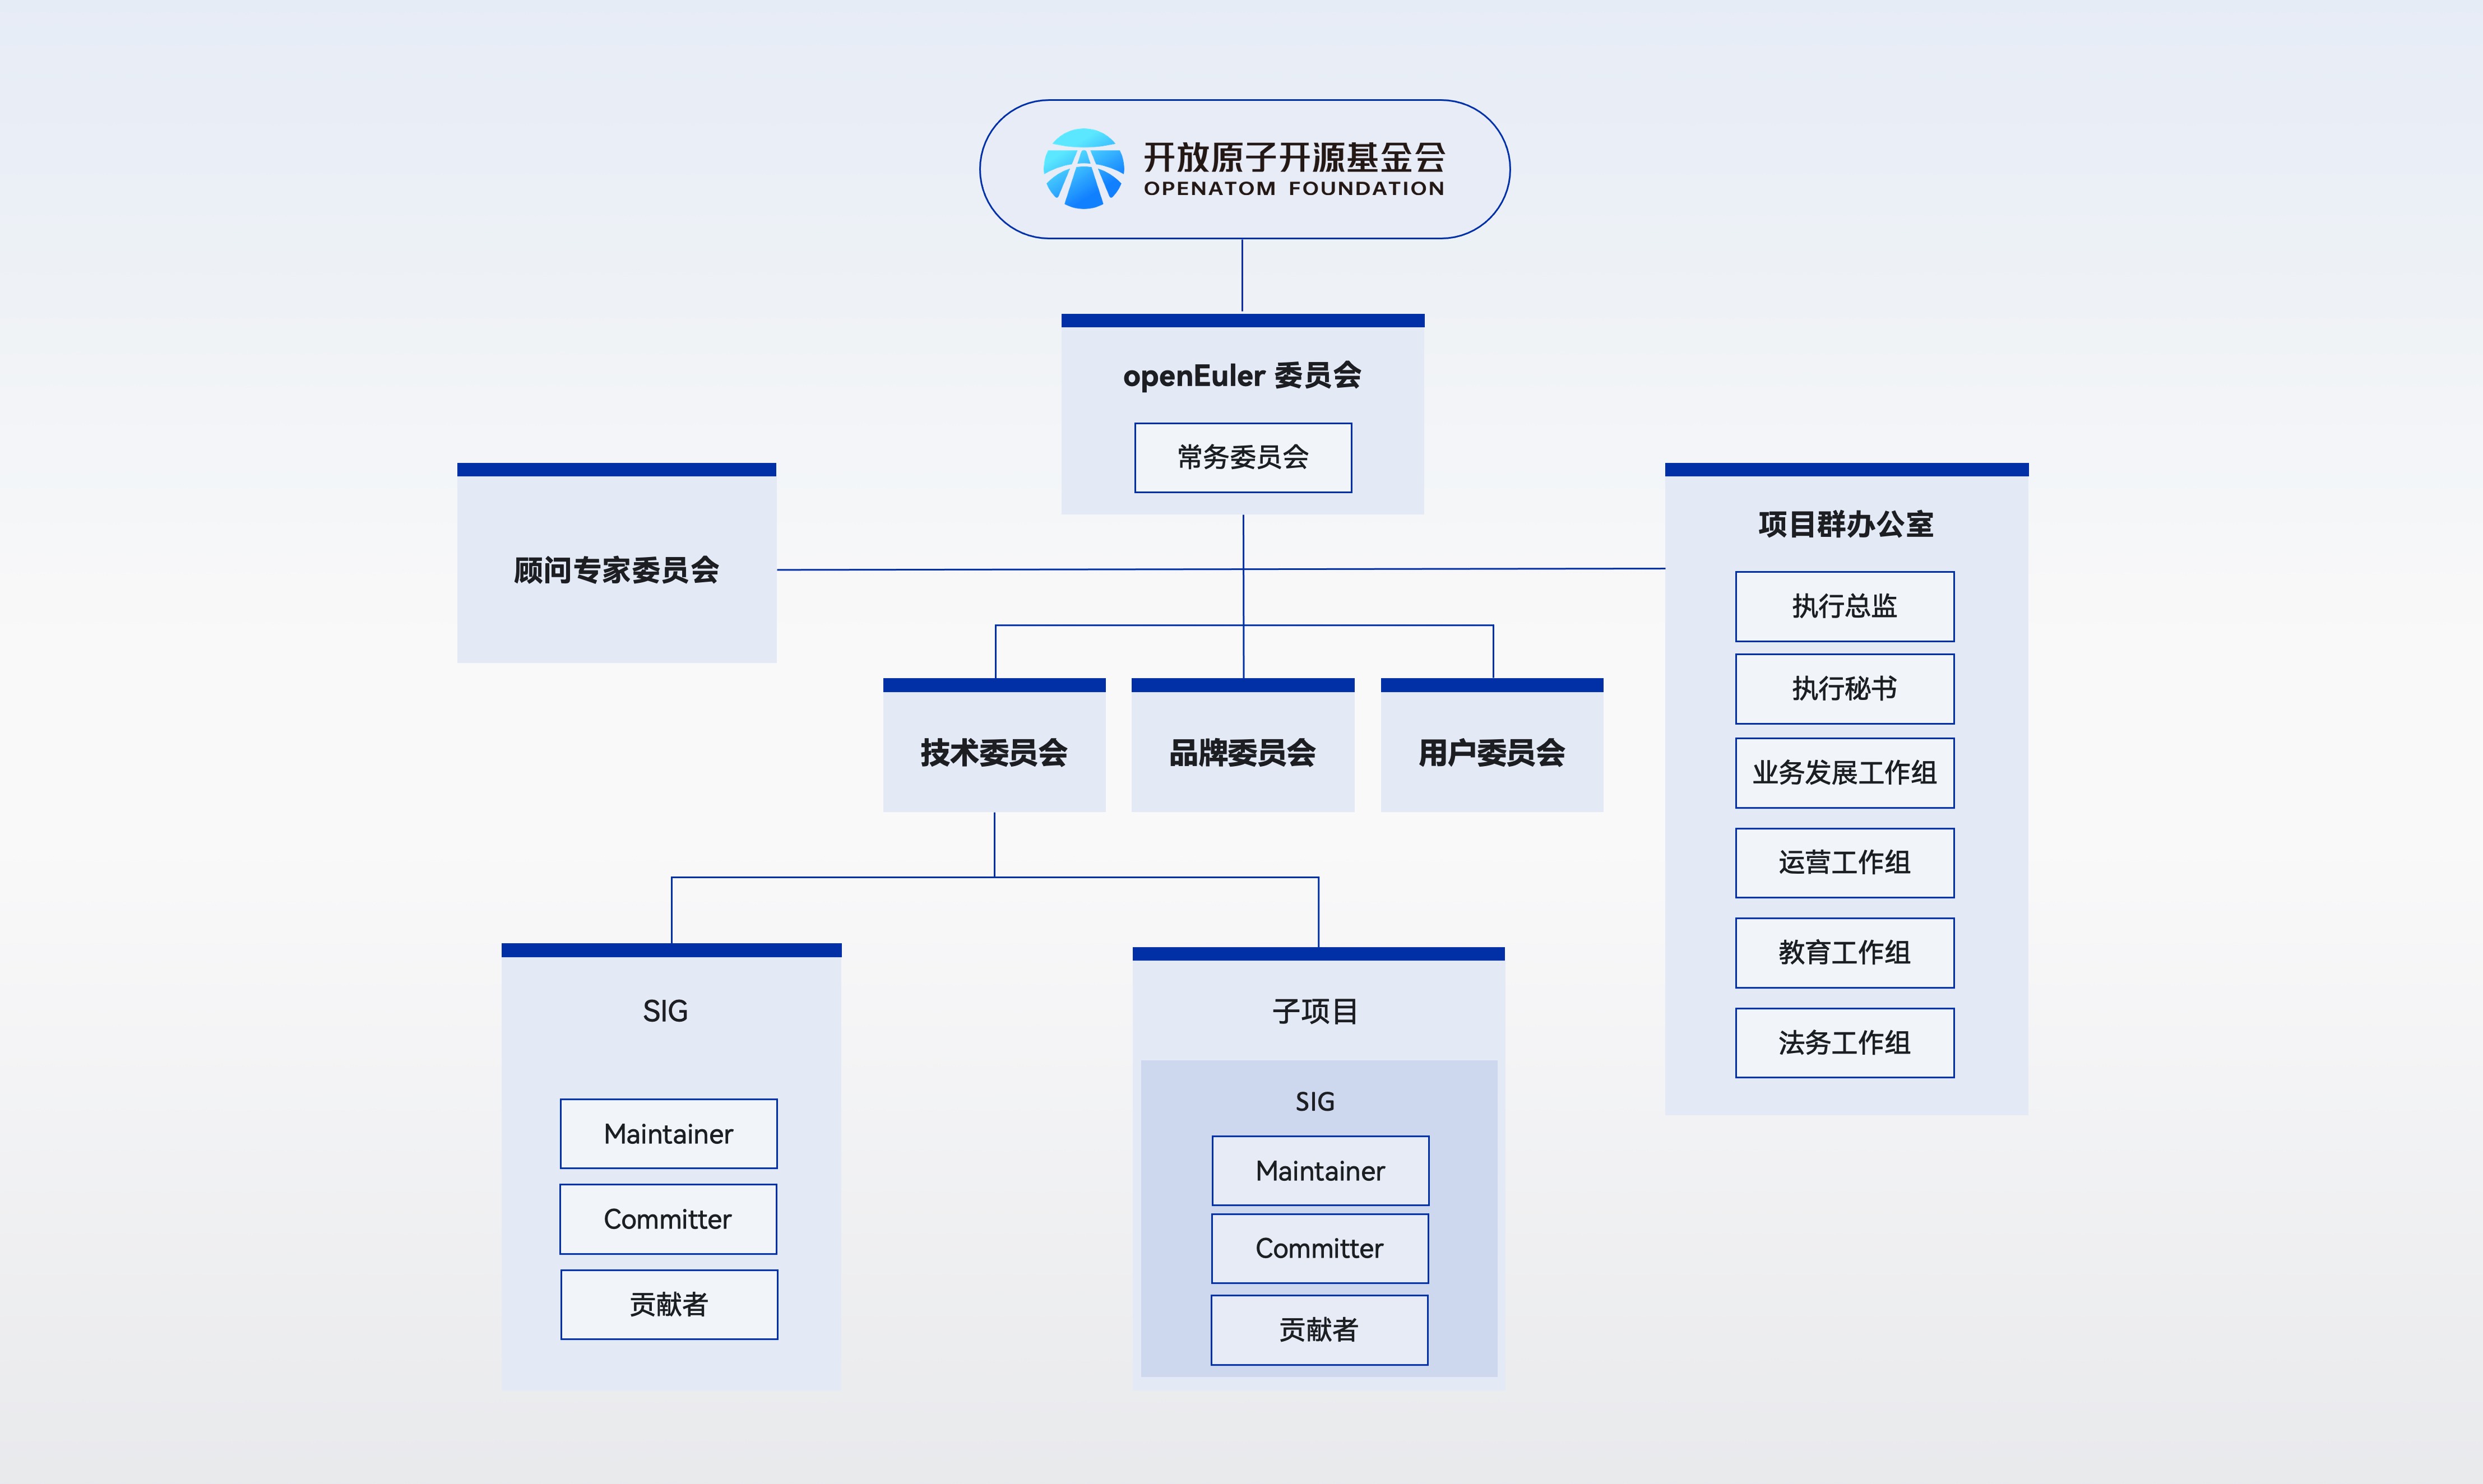 开放原子开源基金会
OPENATOM FOUNDATION
openEuler 委员会
常务委员会
顾问专家委员会
项目群办公室
执行总监
执行秘书
业务发展工作组
运营工作组
教育工作组
法务工作组
技术委员会
品牌委员会
用户委员会
SIG
Maintainer
Committer
贡献者
子项目
SIG
Maintainer
Committer
贡献者